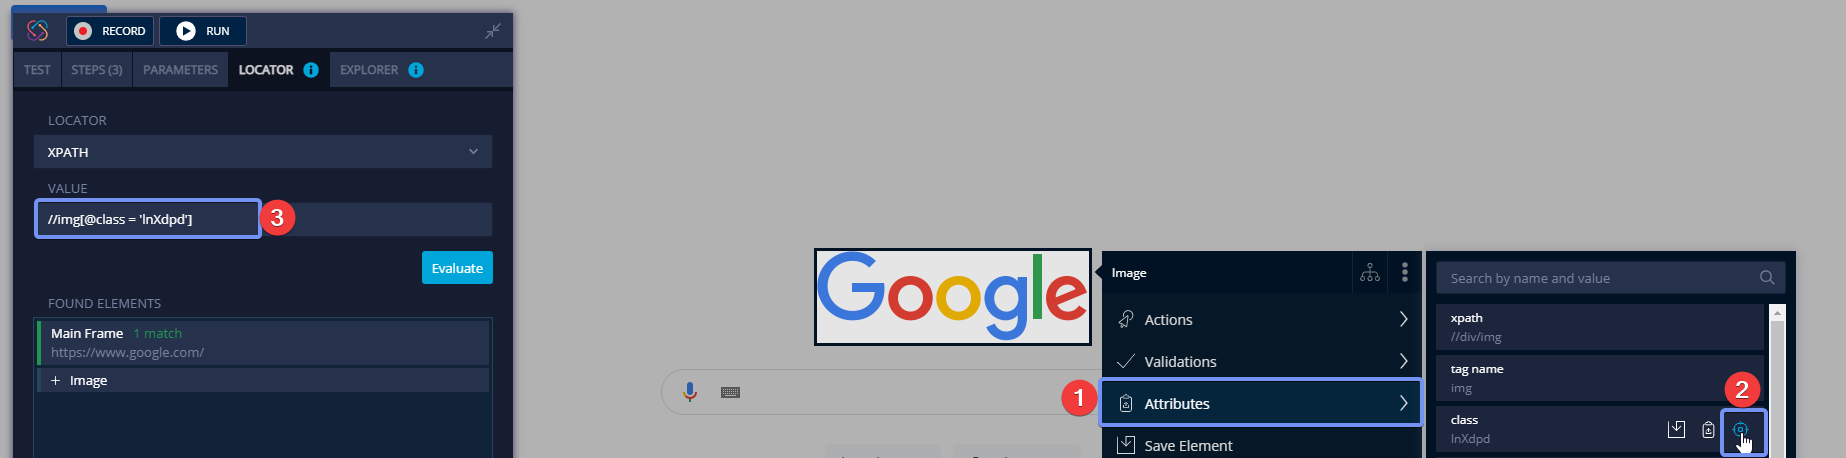 RECORD
RUN
TEST
STEPS (3)
PARAMETERS
LOCATOR
EXPLORER
LOCATOR
XPATH
VALUE
//img[@class = 'lnXdpd']
3
Evaluate
FOUND ELEMENTS
Main Frame 1 match
https://www.google.com/
+ Image
Google
Image
Actions
Validations
1
Attributes
Save Element
Search by name and value
xpath
//div/img
tag name
img
2
class
lnXdpd